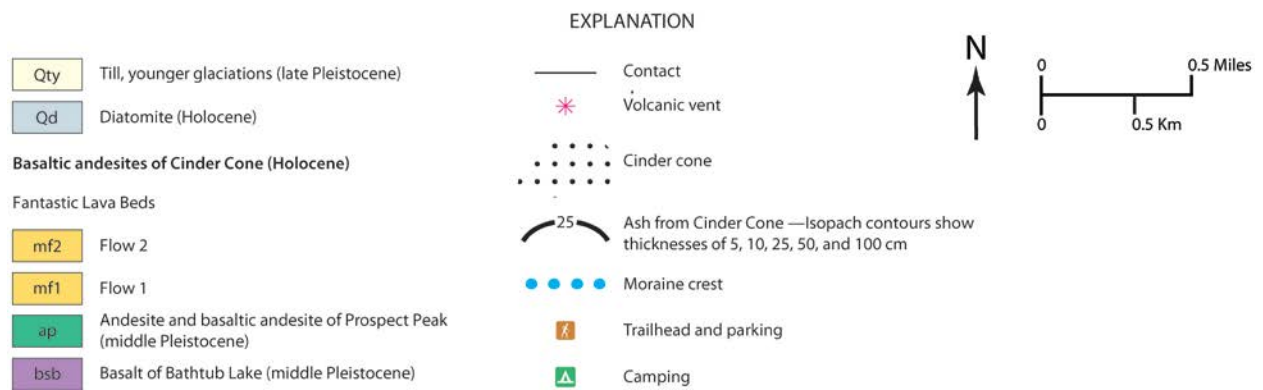 EXPLANATION
Qty Till, younger glaciations (late Pleistocene)
Qd Diatomite (Holocene)
Basaltic andesites of Cinder Cone (Holocene)
Fantastic Lava Beds
mf2 Flow 2
mf1 Flow 1
ap Andesite and basaltic andesite of Prospect Peak
(middle Pleistocene)
bsb Basalt of Bathtub Lake (middle Pleistocene)
Contact
Volcanic vent
Cinder cone
25 Ash from Cinder Cone —Isopach contours show
thicknesses of 5, 10, 25, 50, and 100 cm
Moraine crest
Trailhead and parking
Camping
N
0 0.5 Miles
0 0.5 Km